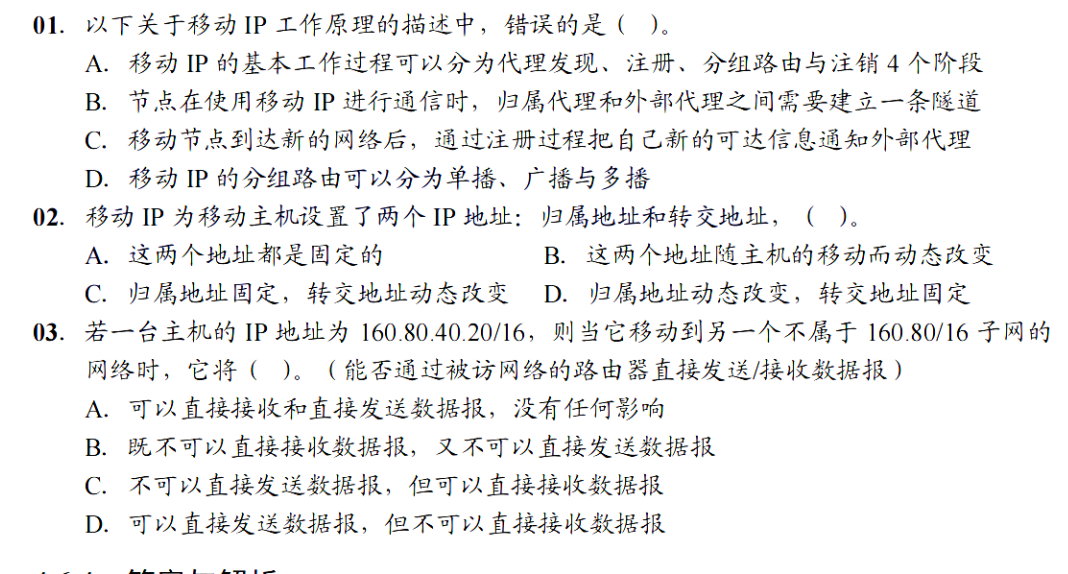 01. 以下关于移动 IP 工作原理的描述中，错误的是（ ）。
A. 移动 IP 的基本工作过程可以分为代理发现、注册、分组路由与注销 4 个阶段
B. 节点在使用移动 IP 进行通信时，归属代理和外部代理之间需要建立一条隧道
C. 移动节点到达新的网络后，通过注册过程把自己新的可达信息通知外部代理
D. 移动 IP 的分组路由可以分为单播、广播与多播
02. 移动 IP 为移动主机设置了两个 IP 地址：归属地址和转交地址，（ ）。
A. 这两个地址都是固定的 B. 这两个地址随主机的移动而动态改变
C. 归属地址固定，转交地址动态改变 D. 归属地址动态改变，转交地址固定
03. 若一台主机的 IP 地址为 160.80.40.20/16，则当它移动到另一个不属于 160.80/16 子网的
网络时，它将（ ）。（能否通过被访网络的路由器直接发送/接收数据报）
A. 可以直接接收和直接发送数据报，没有任何影响
B. 既不可以直接接收数据报，又不可以直接发送数据报
C. 不可以直接发送数据报，但可以直接接收数据报
D. 可以直接发送数据报，但不可以直接接收数据报